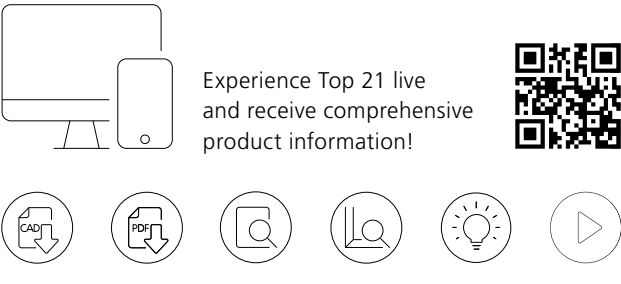 Experience Top 21 live
and receive comprehensive
product information!
CAD
PDF